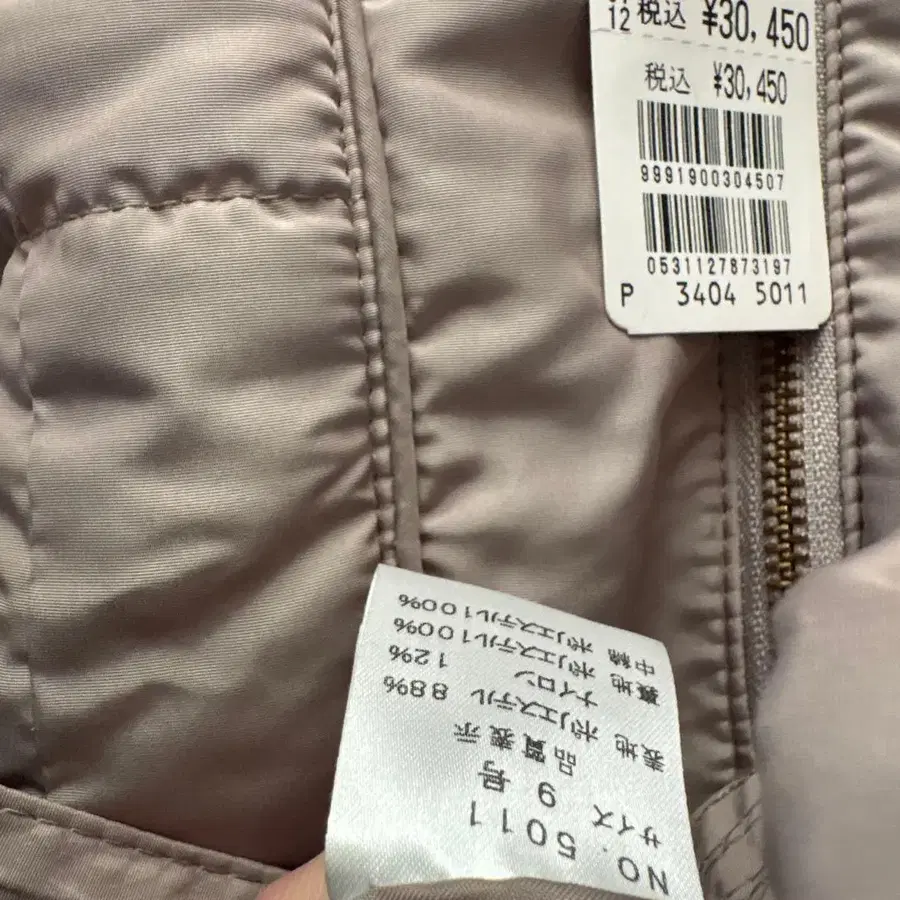 12 税込 ¥30,450
税込 ¥30,450
9991900304507
0531127873197
P 3404 5011
NO. 5011
サイズ 9号
品質表示
表地 ポリエステル 88%
ナイロン 12%
裏地 ポリエステル100%
中綿 ポリエステル100%